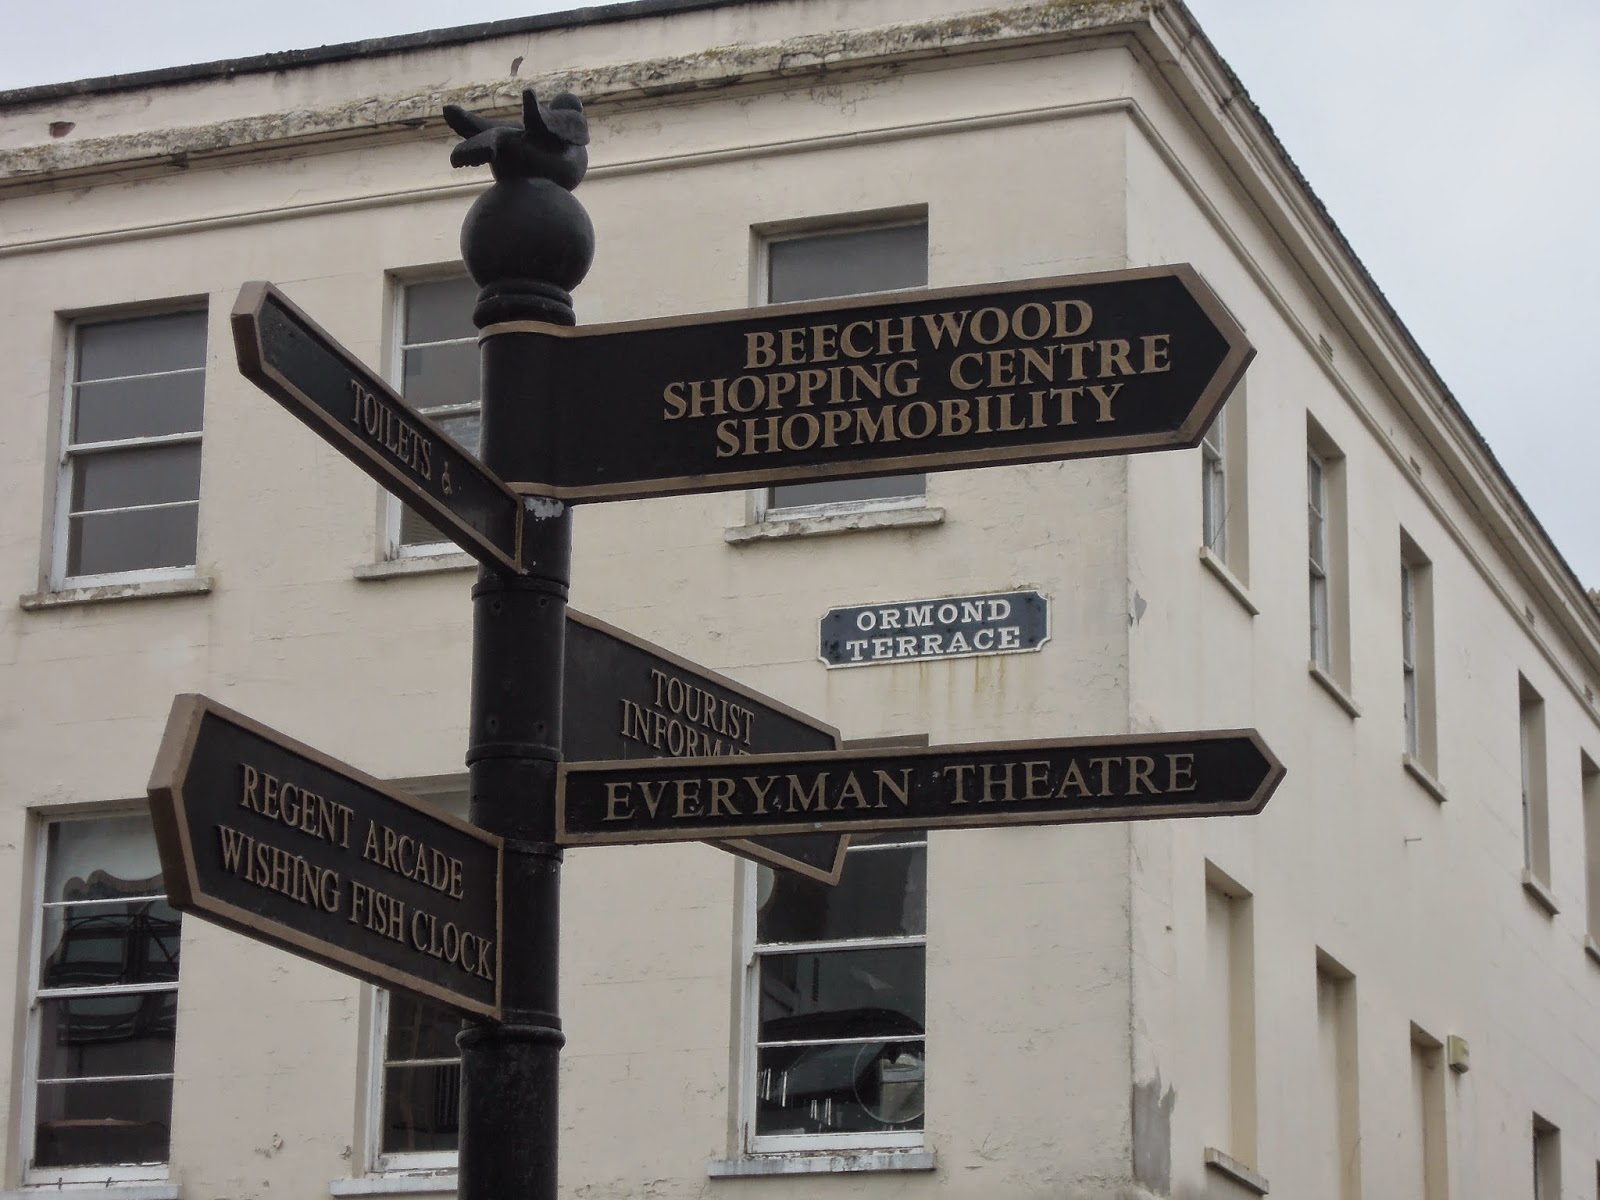 BEECHWOOD
SHOPPING CENTRE
SHOPMOBILITY
TOILETS
ORMOND
TERRACE
TOURIST
EVERYMAN THEATRE
REGENT ARCADE
WISHING FISH CLOCK